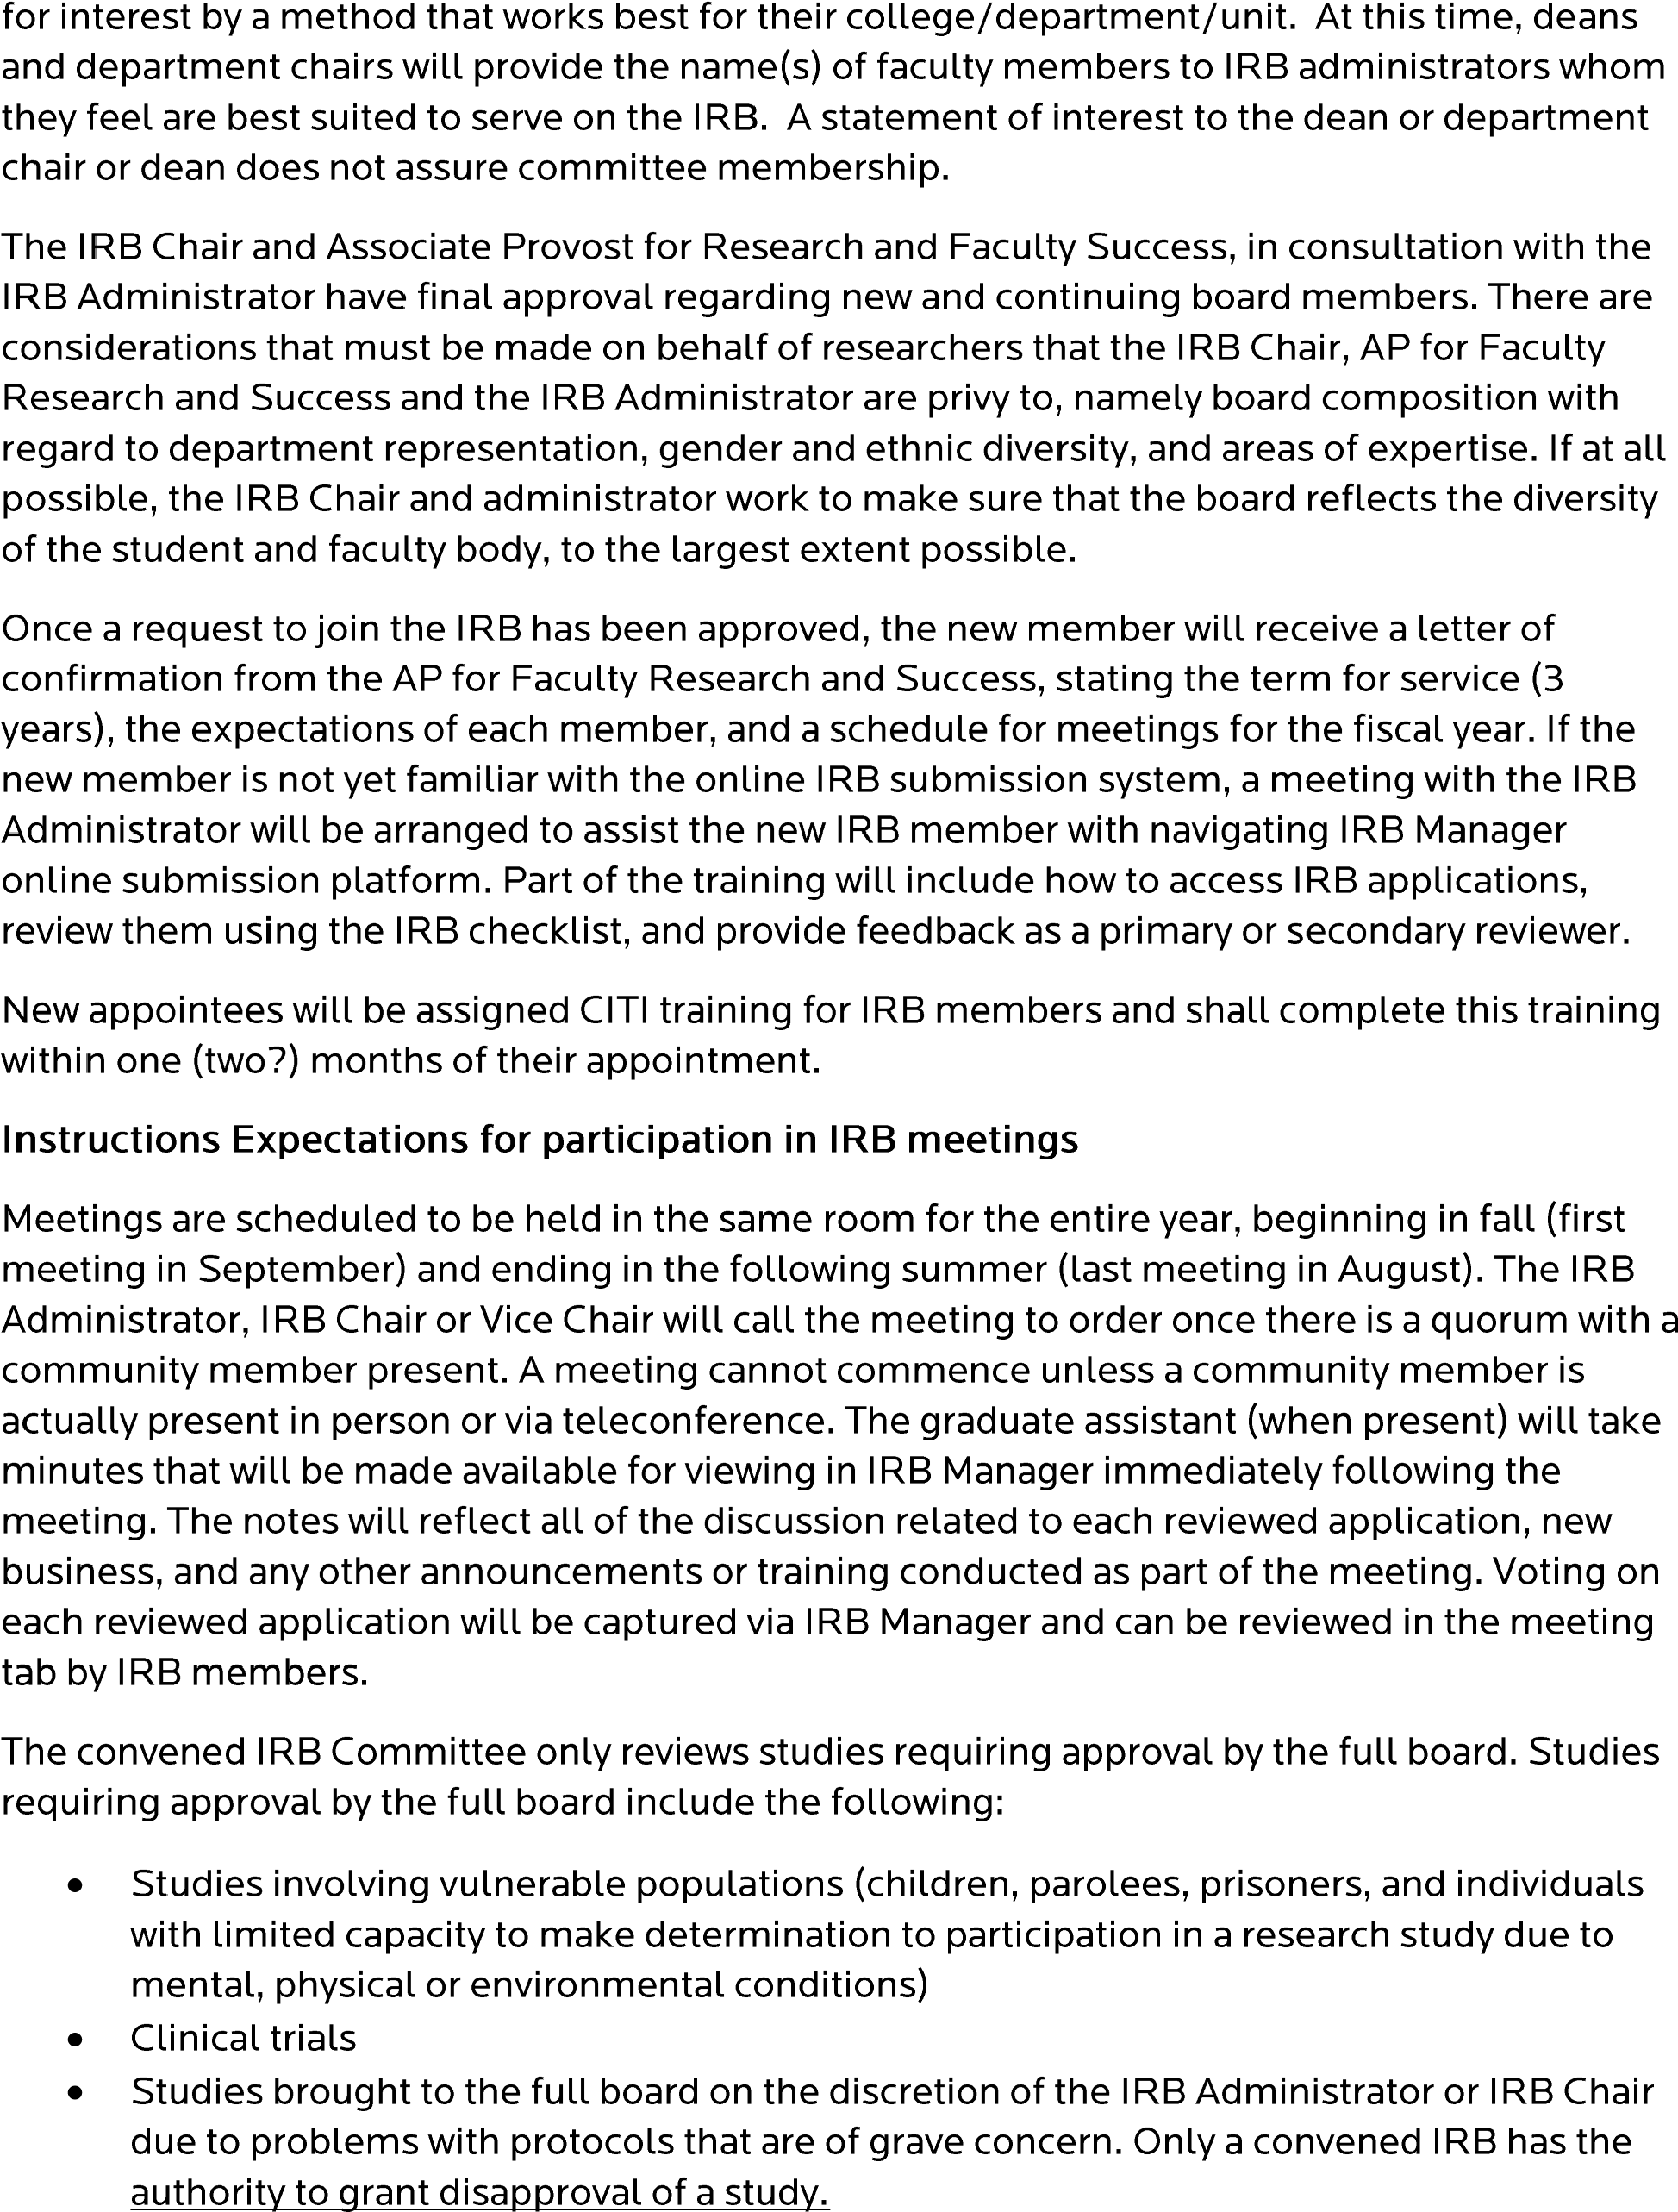 for interest by a method that works best for their college/department/unit.  At this time, deans
and department chairs will provide the name(s) of faculty members to IRB administrators whom
they feel are best suited to serve on the IRB.  A statement of interest to the dean or department
chair or dean does not assure committee membership.
The IRB Chair and Associate Provost for Research and Faculty Success, in consultation with the
IRB Administrator have final approval regarding new and continuing board members. There are
considerations that must be made on behalf of researchers that the IRB Chair, AP for Faculty
Research and Success and the IRB Administrator are privy to, namely board composition with
regard to department representation, gender and ethnic diversity, and areas of expertise. If at all
possible, the IRB Chair and administrator work to make sure that the board reflects the diversity
of the student and faculty body, to the largest extent possible.
Once a request to join the IRB has been approved, the new member will receive a letter of
confirmation from the AP for Faculty Research and Success, stating the term for service (3
years), the expectations of each member, and a schedule for meetings for the fiscal year. If the
new member is not yet familiar with the online IRB submission system, a meeting with the IRB
Administrator will be arranged to assist the new IRB member with navigating IRB Manager
online submission platform. Part of the training will include how to access IRB applications,
review them using the IRB checklist, and provide feedback as a primary or secondary reviewer.
New appointees will be assigned CITI training for IRB members and shall complete this training
within one (two?) months of their appointment.
Instructions Expectations for participation in IRB meetings
Meetings are scheduled to be held in the same room for the entire year, beginning in fall (first
meeting in September) and ending in the following summer (last meeting in August). The IRB
Administrator, IRB Chair or Vice Chair will call the meeting to order once there is a quorum with a
community member present. A meeting cannot commence unless a community member is
actually present in person or via teleconference. The graduate assistant (when present) will take
minutes that will be made available for viewing in IRB Manager immediately following the
meeting. The notes will reflect all of the discussion related to each reviewed application, new
business, and any other announcements or training conducted as part of the meeting. Voting on
each reviewed application will be captured via IRB Manager and can be reviewed in the meeting
tab by IRB members.
The convened IRB Committee only reviews studies requiring approval by the full board. Studies
requiring approval by the full board include the following:
• Studies involving vulnerable populations (children, parolees, prisoners, and individuals
with limited capacity to make determination to participation in a research study due to
mental, physical or environmental conditions)
• Clinical trials
• Studies brought to the full board on the discretion of the IRB Administrator or IRB Chair
due to problems with protocols that are of grave concern. Only a convened IRB has the
authority to grant disapproval of a study.